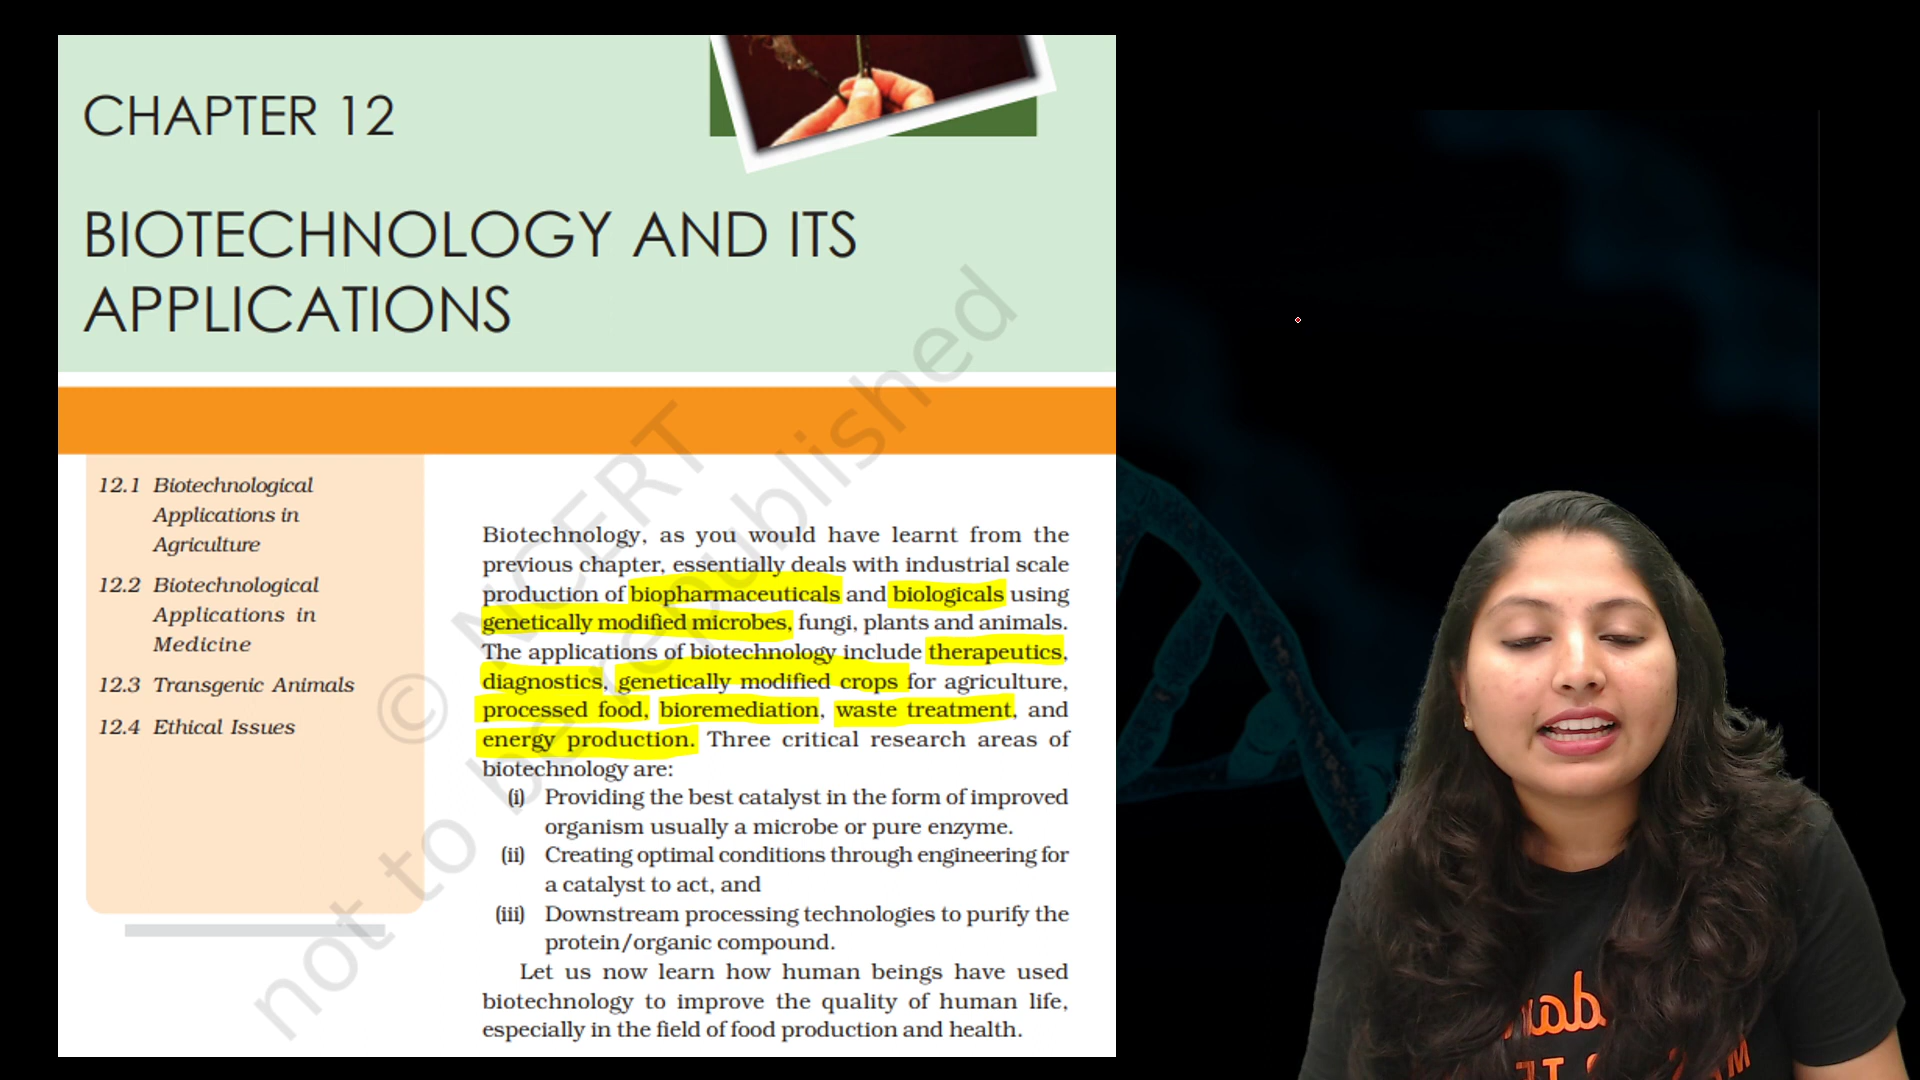 CHAPTER 12
BIOTECHNOLOGY AND ITS
APPLICATIONS
12.1 Biotechnological
Applications in
Agriculture
12.2 Biotechnological
Applications in
Medicine
12.3 Transgenic Animals
12.4 Ethical Issues
Biotechnology, as you would have learnt from the
previous chapter, essentially deals with industrial scale
production of biopharmaceuticals and biologicals using
genetically modified microbes, fungi, plants and animals.
The applications of biotechnology include therapeutics,
diagnostics, genetically modified crops for agriculture,
processed food, bioremediation, waste treatment, and
energy production. Three critical research areas of
biotechnology are:
(i) Providing the best catalyst in the form of improved
organism usually a microbe or pure enzyme.
(ii) Creating optimal conditions through engineering for
a catalyst to act, and
(iii) Downstream processing technologies to purify the
protein/organic compound.
Let us now learn how human beings have used
biotechnology to improve the quality of human life,
especially in the field of food production and health.
© NCERT
not to be republished